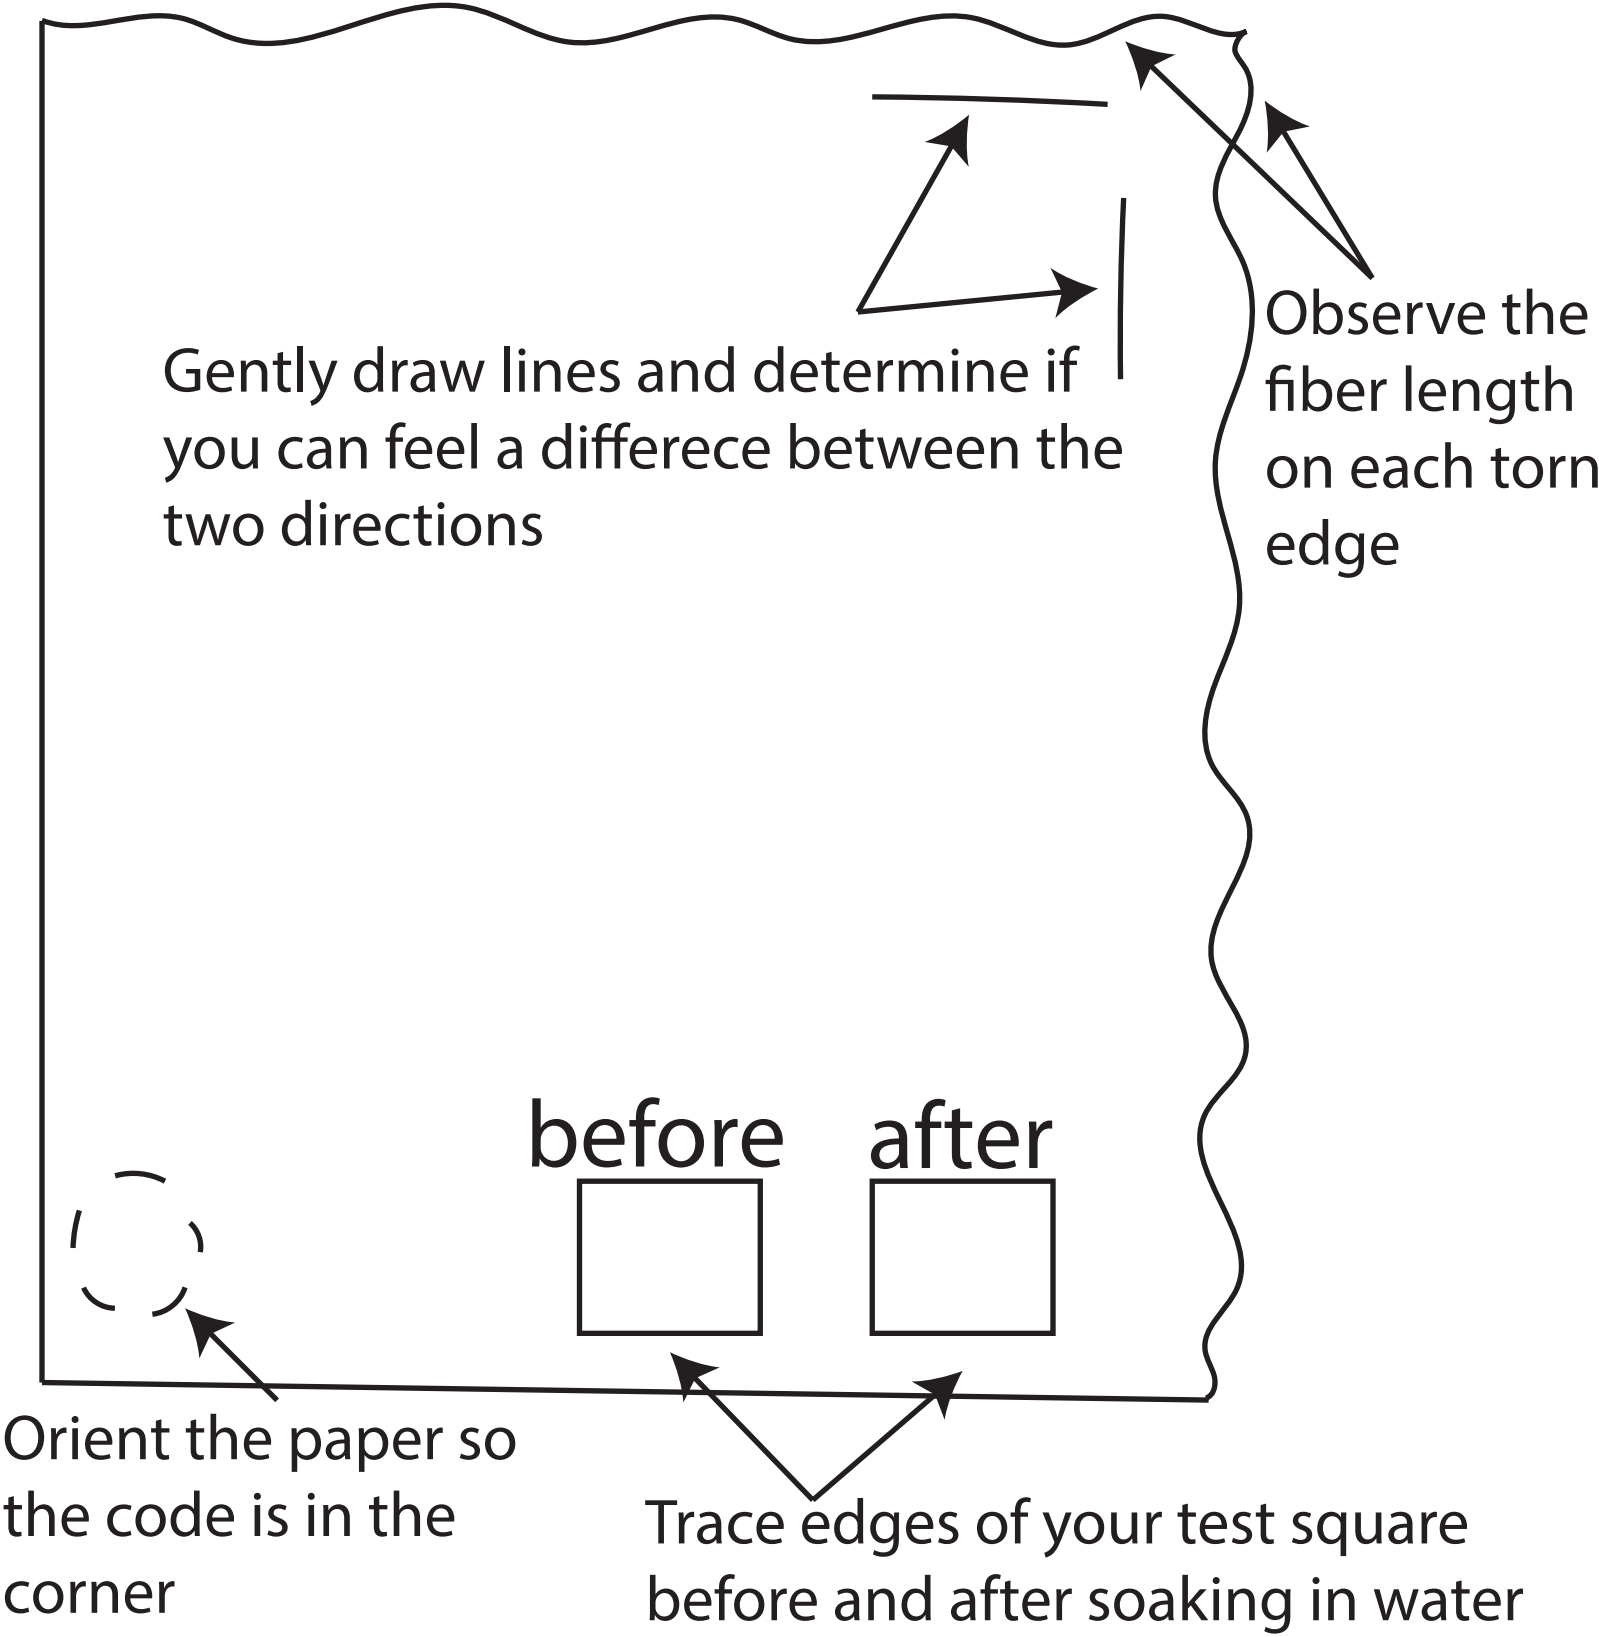 Gently draw lines and determine if
you can feel a differece between the
two directions
Observe the
fiber length
on each torn
edge
before
after
Orient the paper so
the code is in the
corner
Trace edges of your test square
before and after soaking in water